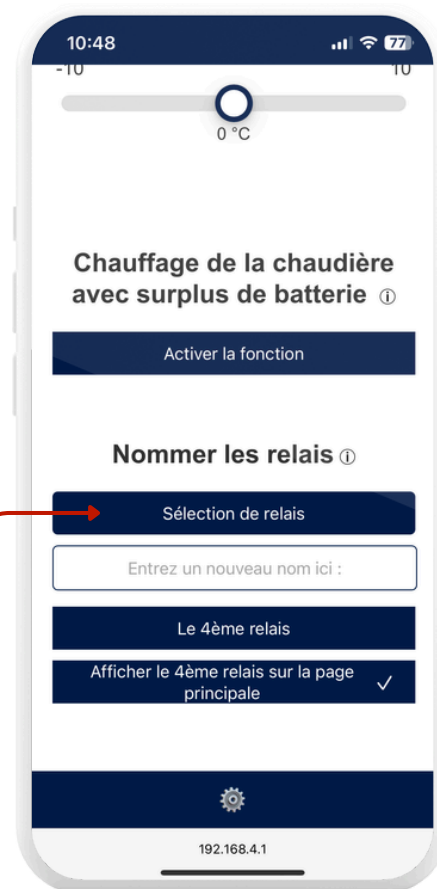 10:48
77
-10 10
0 °C
Chauffage de la chaudière
avec surplus de batterie ⓘ
Activer la fonction
Nommer les relais ⓘ
Sélection de relais
Entrez un nouveau nom ici :
Le 4ème relais
Afficher le 4ème relais sur la page
principale
192.168.4.1